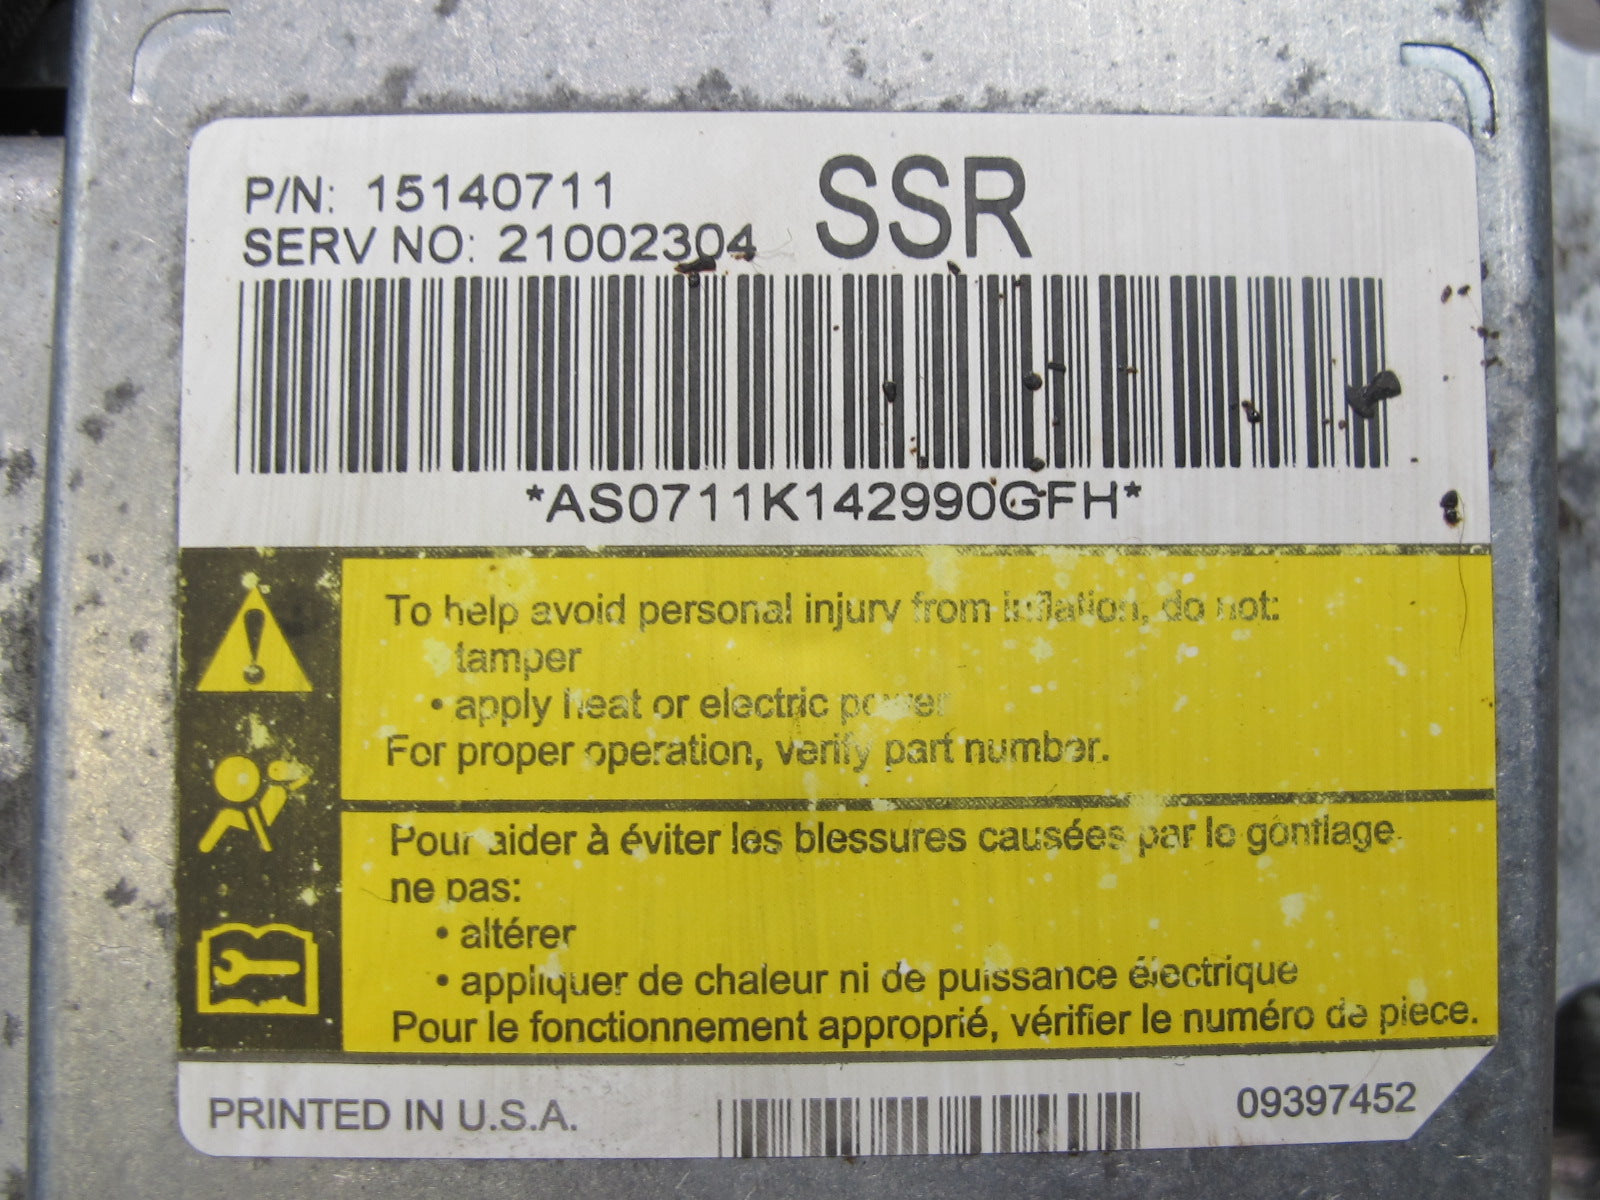 P/N: 15140711
SSR
SERV NO: 21002304
*AS0711K142990GFH*
To help avoid personal injury from inflation, do not:
tamper
• apply heat or electric power
For proper operation, verify part number.
Pour aider à éviter les blessures causées par le gonflage
ne pas:
• altérer
• appliquer de chaleur ni de puissance électrique
Pour le fonctionnement approprié, vérifier le numéro de piece.
PRINTED IN U.S.A.
09397452